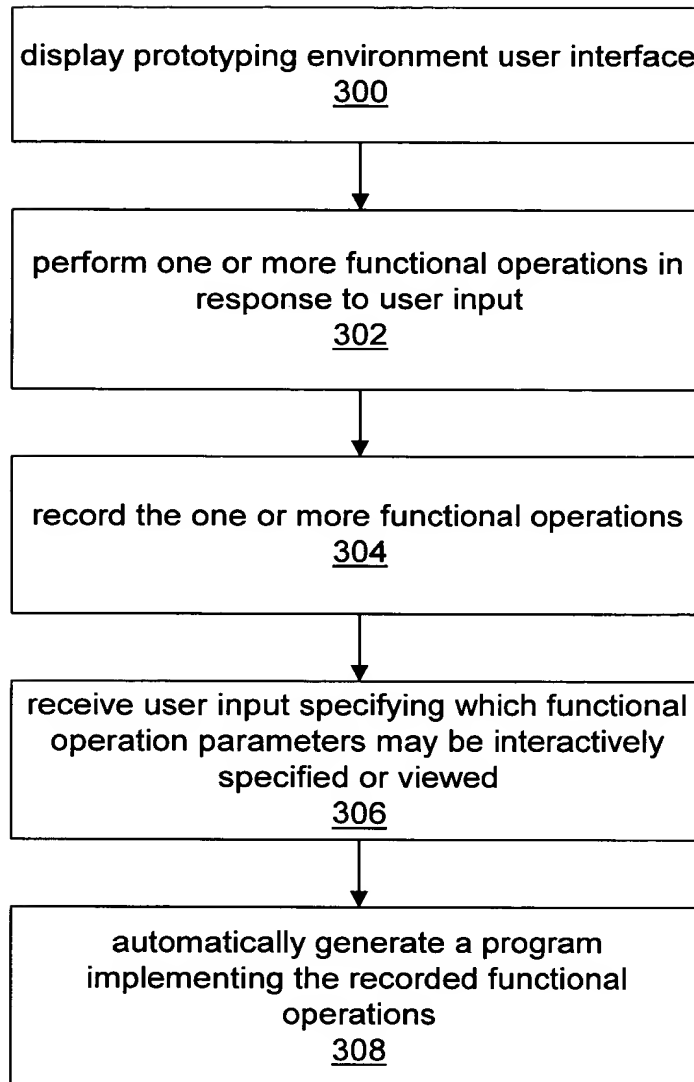 display prototyping environment user interface
300
perform one or more functional operations in
response to user input
302
record the one or more functional operations
304
receive user input specifying which functional
operation parameters may be interactively
specified or viewed
306
automatically generate a program
implementing the recorded functional
operations
308